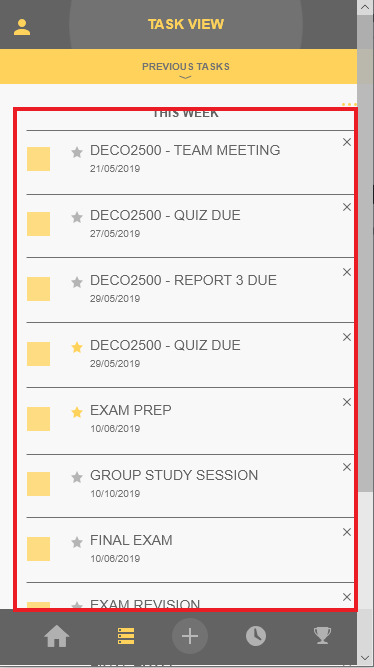 TASK VIEW
PREVIOUS TASKS
THIS WEEK
DECO2500 - TEAM MEETING
21/05/2019
DECO2500 - QUIZ DUE
27/05/2019
DECO2500 - REPORT 3 DUE
29/05/2019
DECO2500 - QUIZ DUE
29/05/2019
EXAM PREP
10/06/2019
GROUP STUDY SESSION
10/10/2019
FINAL EXAM
10/06/2019
EXAM REVISION